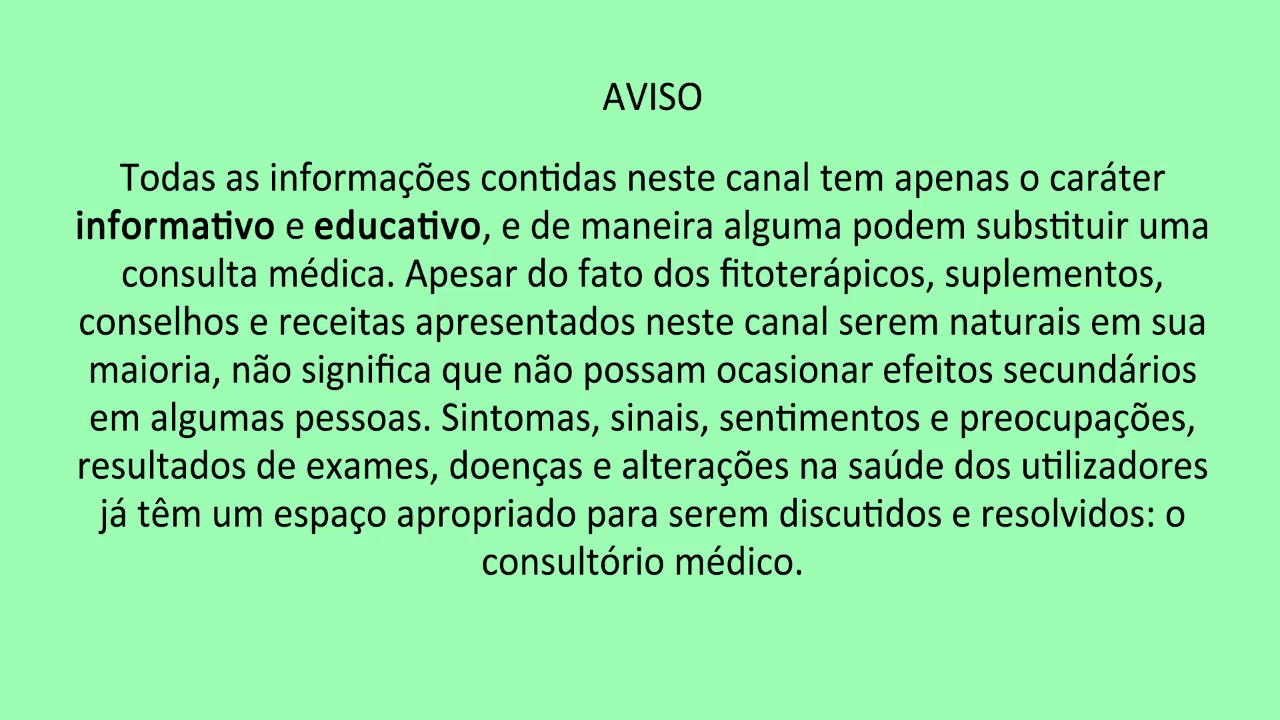 AVISO
Todas as informações contidas neste canal tem apenas o caráter
informativo e educativo, e de maneira alguma podem substituir uma
consulta médica. Apesar do fato dos fitoterápicos, suplementos,
conselhos e receitas apresentados neste canal serem naturais em sua
maioria, não significa que não possam ocasionar efeitos secundários
em algumas pessoas. Sintomas, sinais, sentimentos e preocupações,
resultados de exames, doenças e alterações na saúde dos utilizadores
já têm um espaço apropriado para serem discutidos e resolvidos: o
consultório médico.